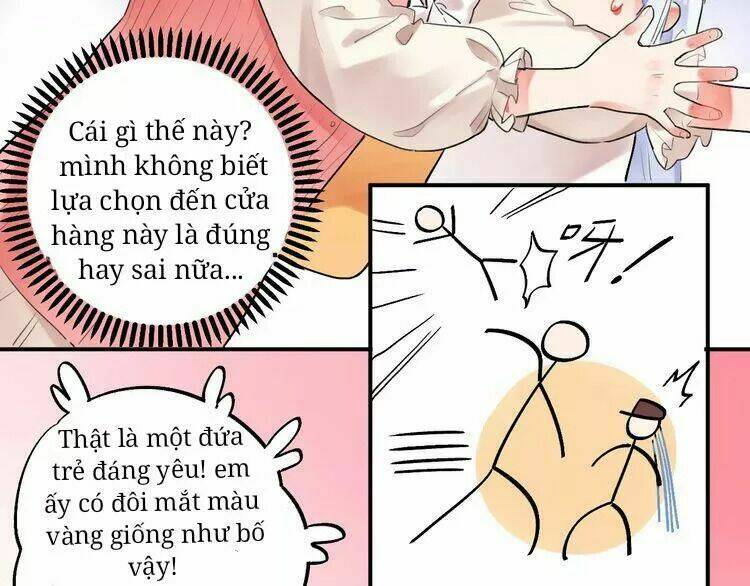 Cái gì thế này?
mình không biết
lựa chọn đến cửa
hàng này là đúng
hay sai nữa...
呀!
Thật là một đứa
trẻ đáng yêu! em
ấy có đôi mắt màu
vàng giống như bố
vậy!